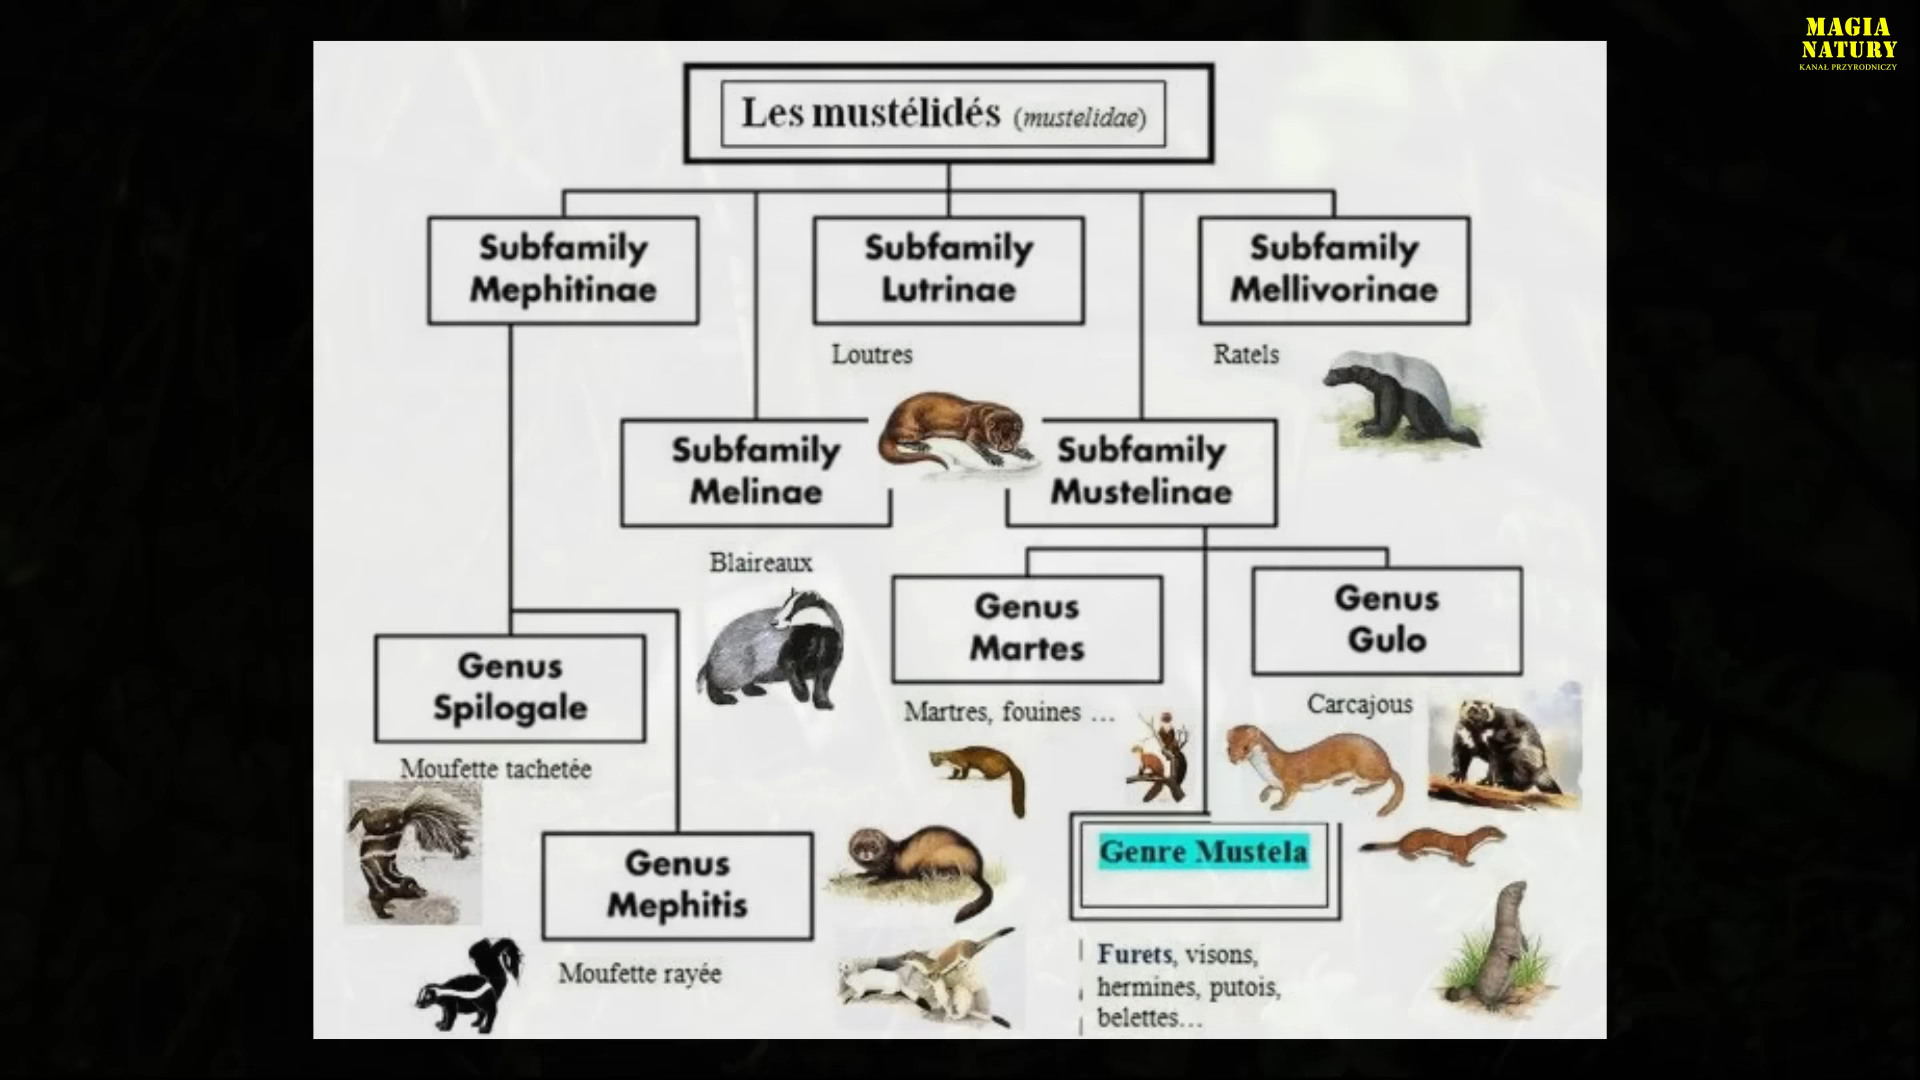 MAGIA
NATURY
KANAŁ PRZYRODNICZY
Les mustélidés (mustelidae)
Subfamily
Mephitinae
Subfamily
Lutrinae
Subfamily
Mellivorinae
Loutres
Ratels
Subfamily
Melinae
Subfamily
Mustelinae
Blaireaux
Genus
Martes
Genus
Gulo
Genus
Spilogale
Martres, fouines ...
Carcajous
Moufette tachetée
Genus
Mephitis
Genre Mustela
Moufette rayée
Furets, visons,
hermines, putois,
belettes...